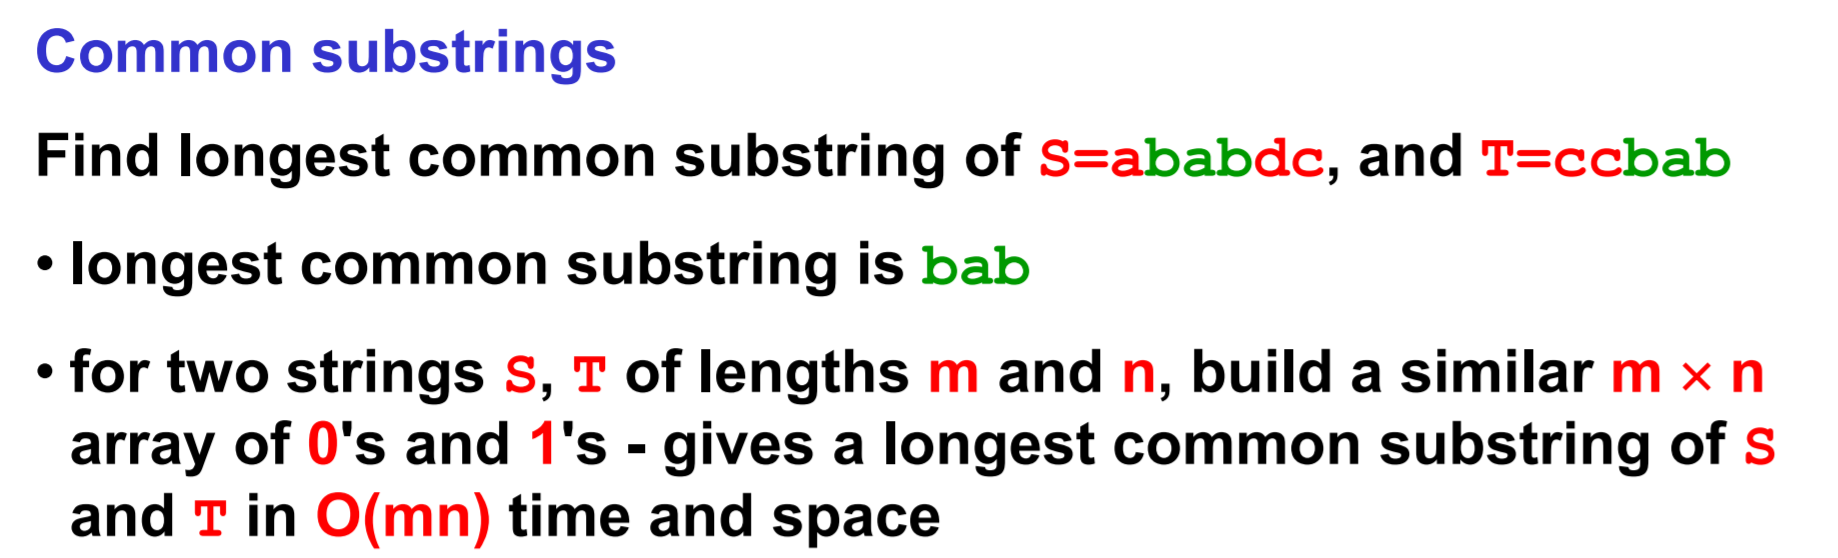 Common substrings
Find longest common substring of S=ababdc, and T=ccbab
• longest common substring is bab
• for two strings S, T of lengths m and n, build a similar m × n
array of 0's and 1's - gives a longest common substring of S
and T in O(mn) time and space